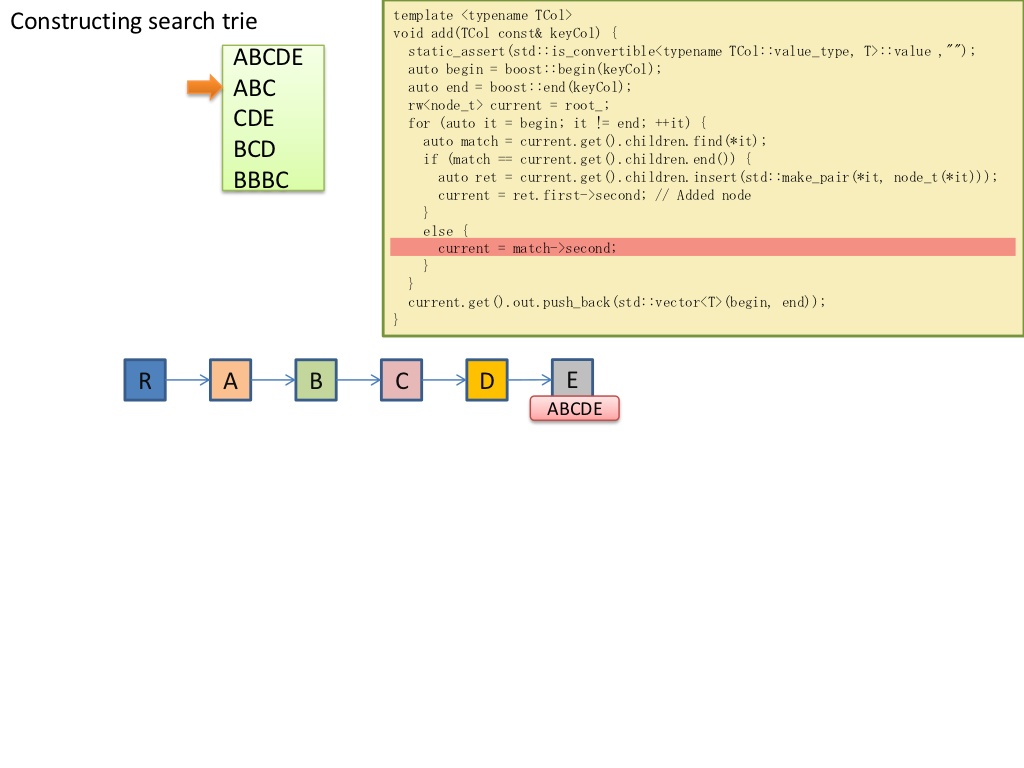 Constructing search trie
ABCDE
ABC
CDE
BCD
BBBC
template <typename TCol>
void add(TCol const& keyCol) {
  static_assert(std::is_convertible<typename TCol::value_type, T>::value ,"");
  auto begin = boost::begin(keyCol);
  auto end = boost::end(keyCol);
  rw<node_t> current = root_;
  for (auto it = begin; it != end; ++it) {
    auto match = current.get().children.find(*it);
    if (match == current.get().children.end()) {
      auto ret = current.get().children.insert(std::make_pair(*it, node_t(*it)));
      current = ret.first->second; // Added node
    }
    else {
      current = match->second;
    }
  }
  current.get().out.push_back(std::vector<T>(begin, end));
}
R A B C D E
ABCDE